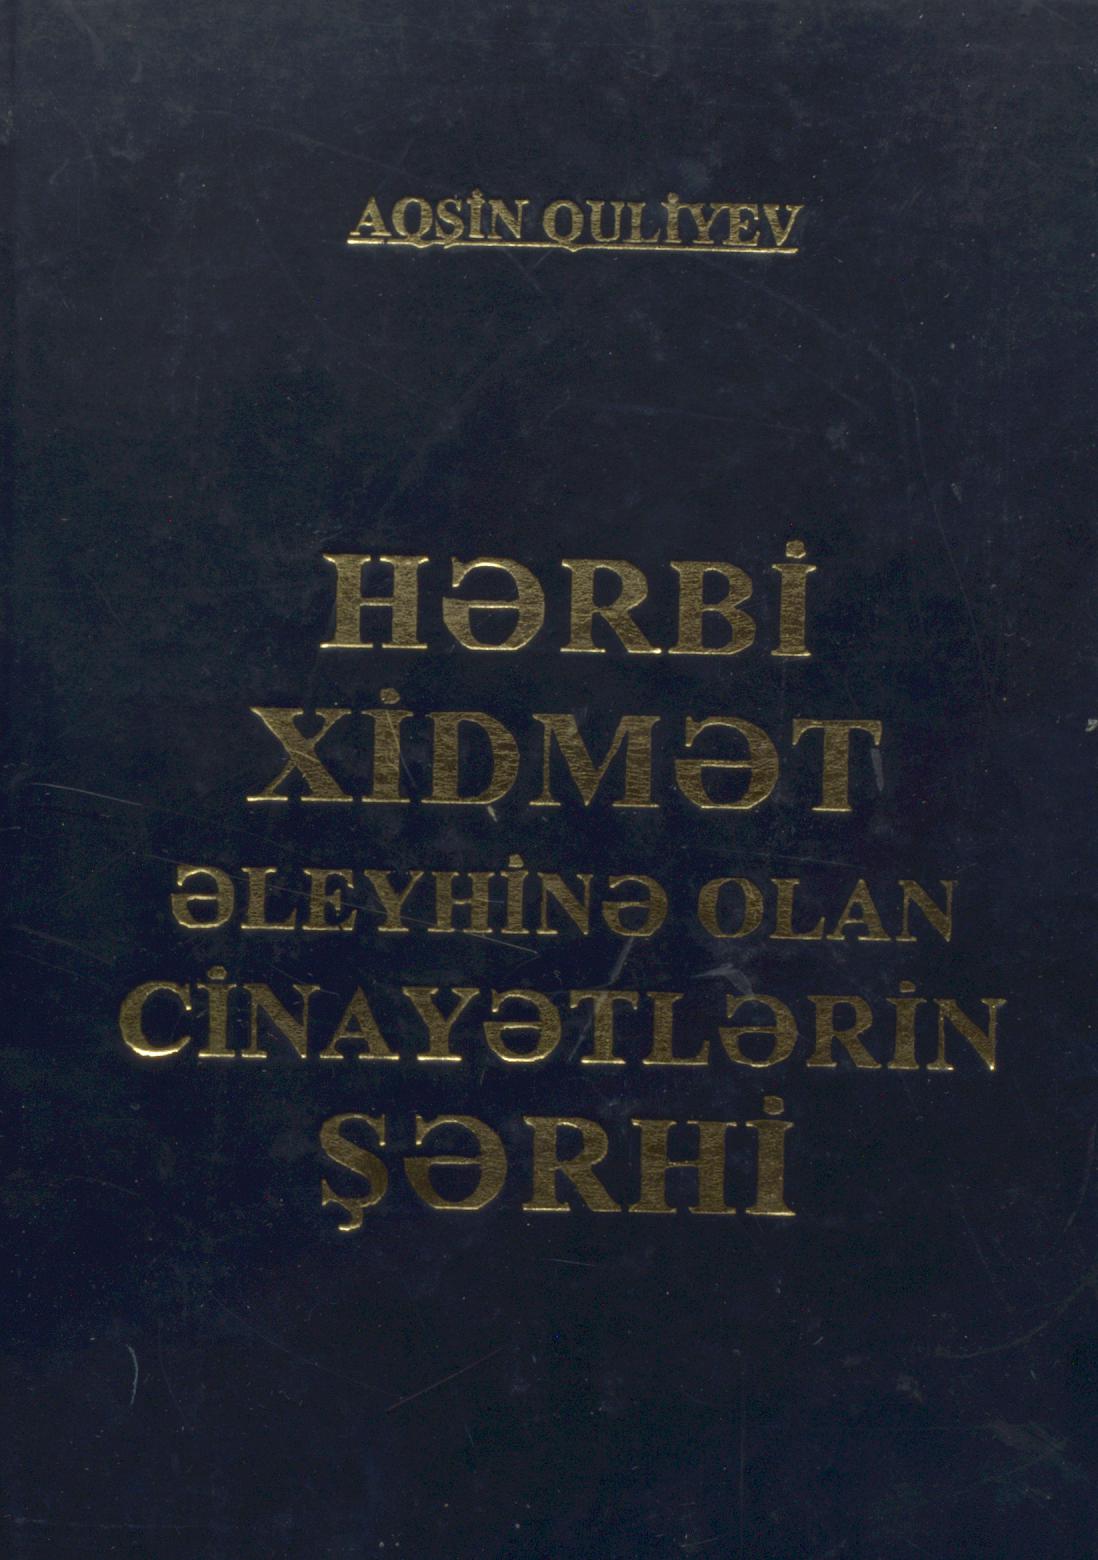 AQŞİN QULİYEV
HƏRBİ
XİDMƏT
ƏLEYHİNƏ OLAN
CİNAYƏTLƏRİN
ŞƏRHİ